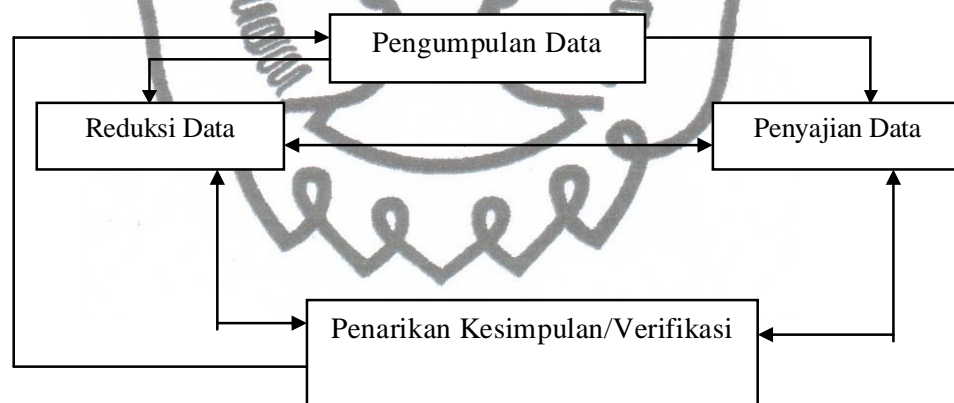 Pengumpulan Data
Reduksi Data
Penyajian Data
Penarikan Kesimpulan/Verifikasi